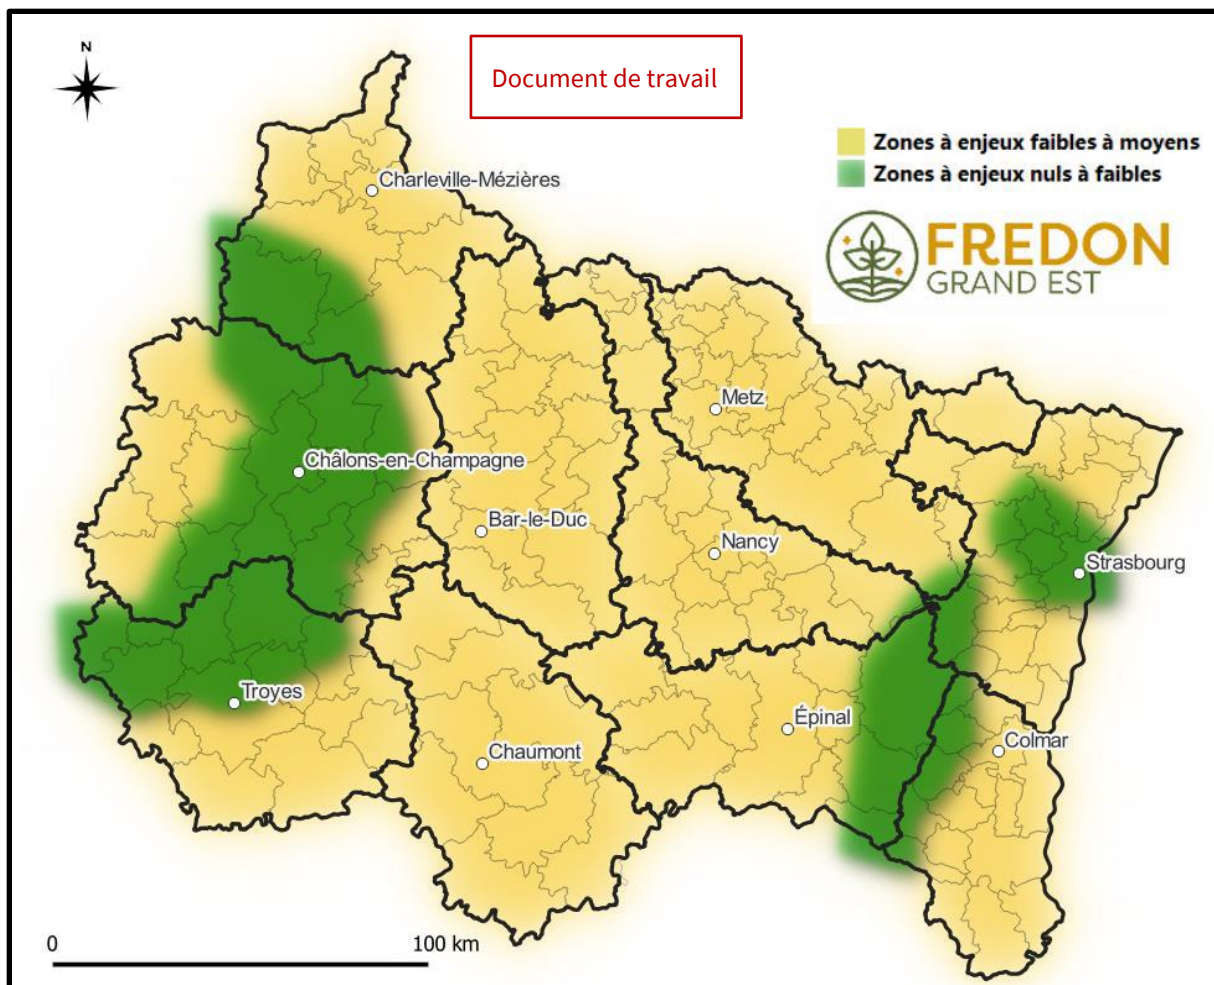 N
Document de travail
Zones à enjeux faibles à moyens
Zones à enjeux nuls à faibles
FREDON
GRAND EST
Charleville-Mézières
Metz
Châlons-en-Champagne
Bar-le-Duc
Nancy
Strasbourg
Troyes
Épinal
Colmar
Chaumont
0
100 km